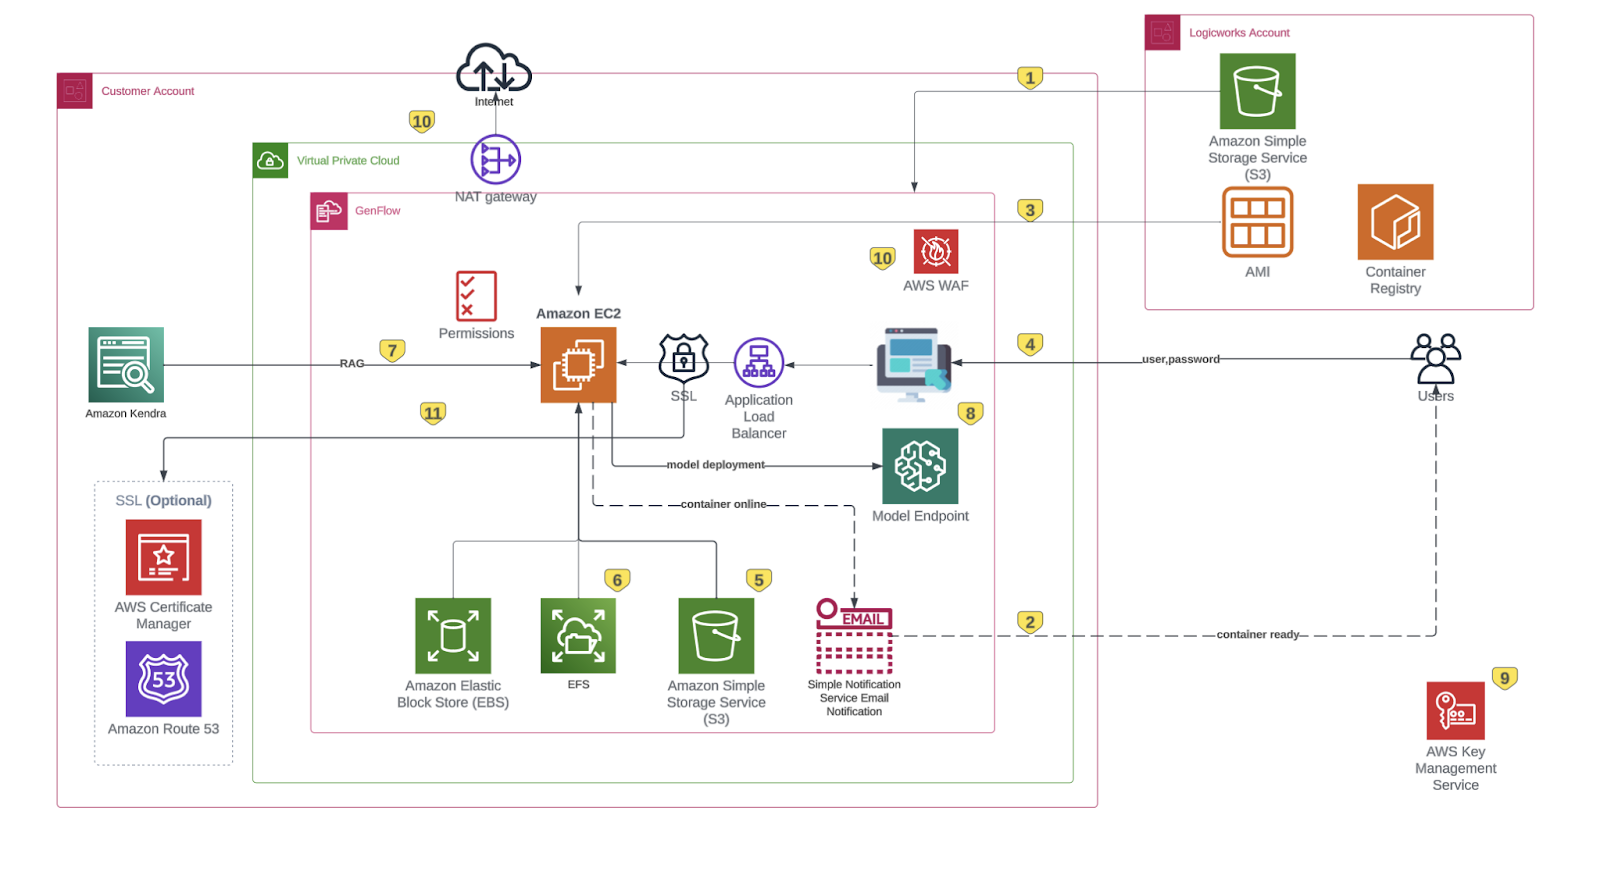 Logicworks Account
Customer Account
Internet
1
10
Amazon Simple
Storage Service
(S3)
Virtual Private Cloud
NAT gateway
GenFlow
3
10
AWS WAF
AMI
Container
Registry
Permissions
Amazon EC2
7
RAG
4
user,password
Amazon Kendra
SSL
Application
Load
Balancer
Users
8
11
model deployment
Model Endpoint
container online
SSL (Optional)
AWS Certificate
Manager
53
Amazon Route 53
6
5
Amazon Elastic
Block Store (EBS)
EFS
Amazon Simple
Storage Service
(S3)
EMAIL
Simple Notification
Service Email
Notification
2
container ready
9
AWS Key
Management
Service